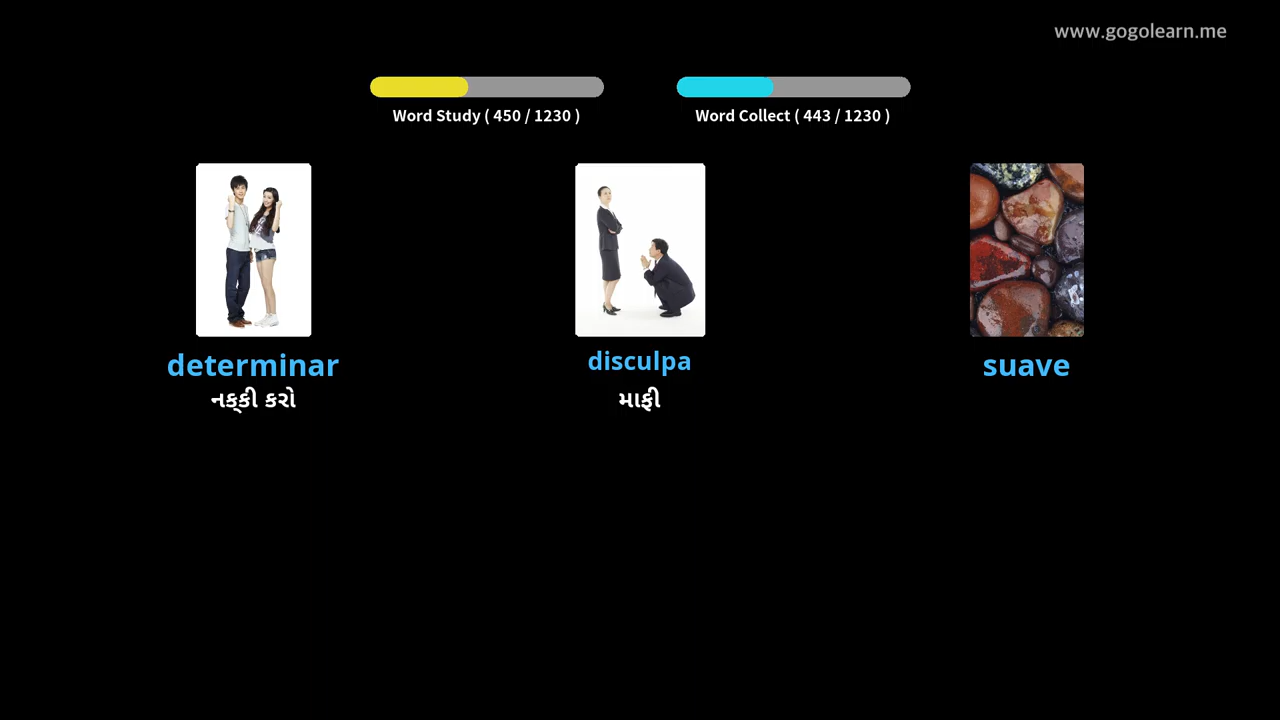 www.gogolearn.me
Word Study ( 450 / 1230 )
Word Collect ( 443 / 1230 )
determinar
નક્કી કરો
disculpa
માફી
suave